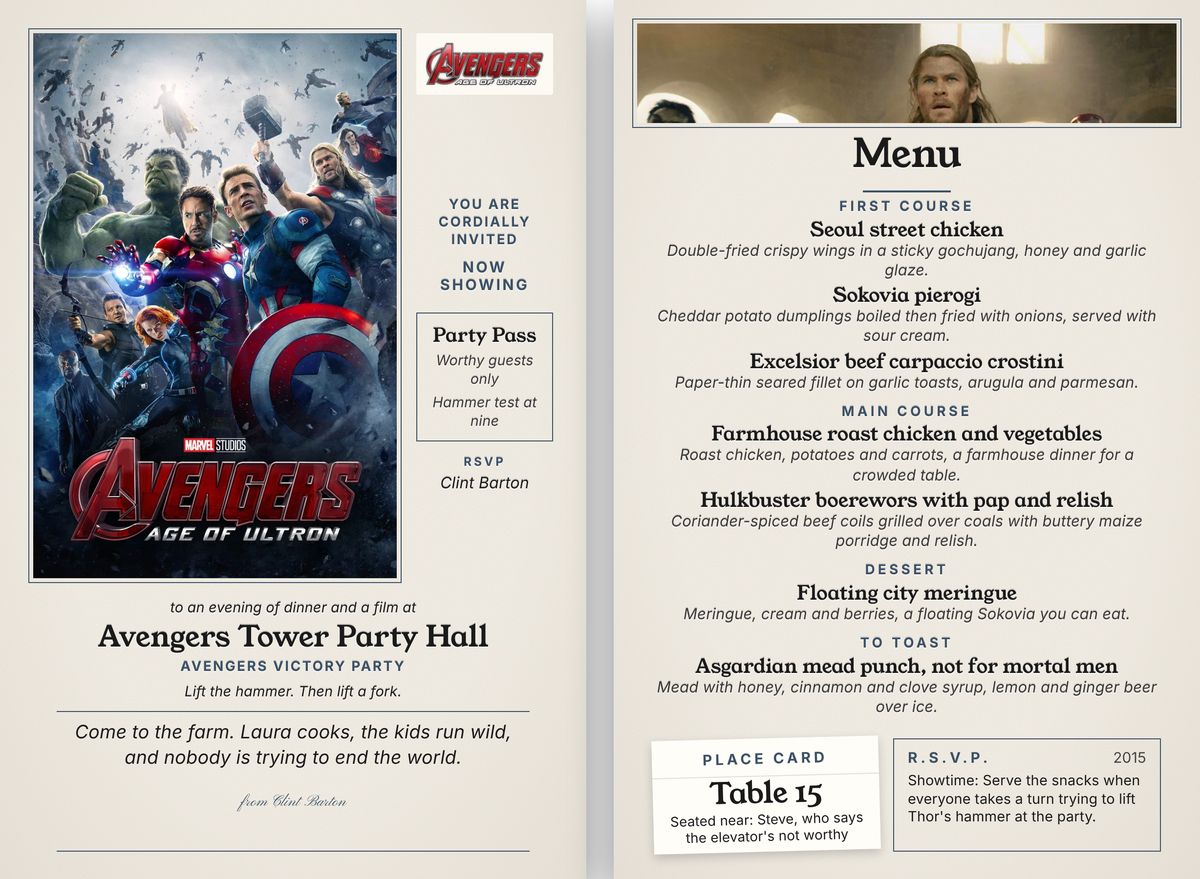 AVENGERS
AGE OF ULTRON
YOU ARE
CORDIALLY
INVITED
NOW
SHOWING
Party Pass
Worthy guests
only
Hammer test at
nine
RSVP
Clint Barton
MARVEL STUDIOS
AVENGERS
AGE OF ULTRON
to an evening of dinner and a film at
Avengers Tower Party Hall
AVENGERS VICTORY PARTY
Lift the hammer. Then lift a fork.
Come to the farm. Laura cooks, the kids run wild,
and nobody is trying to end the world.
from Clint Barton
Menu
FIRST COURSE
Seoul street chicken
Double-fried crispy wings in a sticky gochujang, honey and garlic
glaze.
Sokovia pierogi
Cheddar potato dumplings boiled then fried with onions, served with
sour cream.
Excelsior beef carpaccio crostini
Paper-thin seared fillet on garlic toasts, arugula and parmesan.
MAIN COURSE
Farmhouse roast chicken and vegetables
Roast chicken, potatoes and carrots, a farmhouse dinner for a
crowded table.
Hulkbuster boerewors with pap and relish
Coriander-spiced beef coils grilled over coals with buttery maize
porridge and relish.
DESSERT
Floating city meringue
Meringue, cream and berries, a floating Sokovia you can eat.
TO TOAST
Asgardian mead punch, not for mortal men
Mead with honey, cinnamon and clove syrup, lemon and ginger beer
over ice.
PLACE CARD
Table 15
Seated near: Steve, who says
the elevator's not worthy
R.S.V.P. 2015
Showtime: Serve the snacks when
everyone takes a turn trying to lift
Thor's hammer at the party.